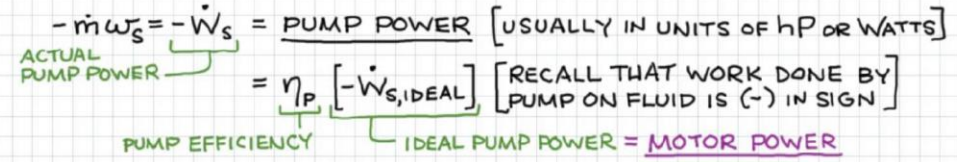 -ṁw_s = -Ẇ_s = PUMP POWER [USUALLY IN UNITS OF hP OR WATTS]
ACTUAL
PUMP POWER
= η_p [-Ẇ_s,IDEAL] [RECALL THAT WORK DONE BY
PUMP ON FLUID IS (-) IN SIGN]
PUMP EFFICIENCY
IDEAL PUMP POWER = MOTOR POWER